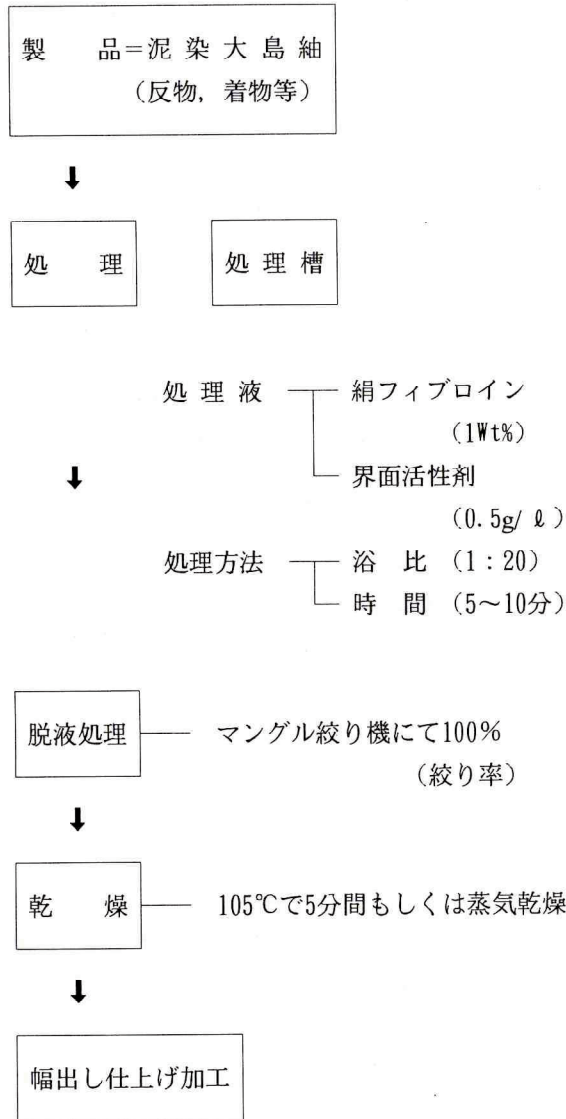 製　品＝泥染大島紬
（反物，着物等）
処　理
処理槽
処理液
絹フィブロイン
（1Wt%）
界面活性剤
（0.5g/ℓ）
処理方法
浴　比（1：20）
時　間（5～10分）
脱液処理
マングル絞り機にて100％
（絞り率）
乾　燥
105℃で5分間もしくは蒸気乾燥
幅出し仕上げ加工